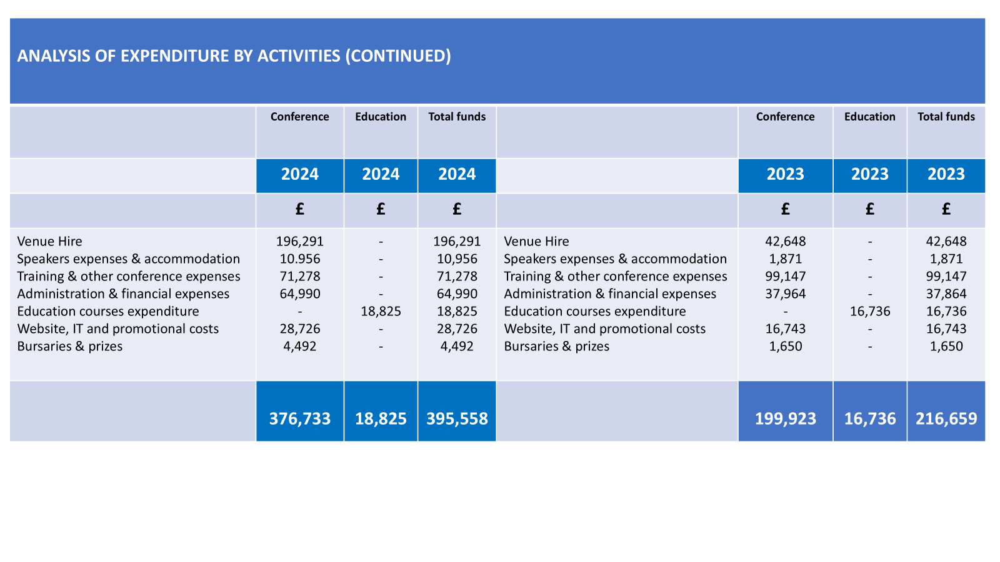 ANALYSIS OF EXPENDITURE BY ACTIVITIES (CONTINUED)
Conference Education Total funds Conference Education Total funds
2024 2024 2024 2023 2023 2023
£ £ £ £ £ £
Venue Hire 196,291 - 196,291 Venue Hire 42,648 - 42,648
Speakers expenses & accommodation 10.956 - 10,956 Speakers expenses & accommodation 1,871 - 1,871
Training & other conference expenses 71,278 - 71,278 Training & other conference expenses 99,147 - 99,147
Administration & financial expenses 64,990 - 64,990 Administration & financial expenses 37,964 - 37,864
Education courses expenditure - 18,825 18,825 Education courses expenditure - 16,736 16,736
Website, IT and promotional costs 28,726 - 28,726 Website, IT and promotional costs 16,743 - 16,743
Bursaries & prizes 4,492 - 4,492 Bursaries & prizes 1,650 - 1,650
376,733 18,825 395,558 199,923 16,736 216,659